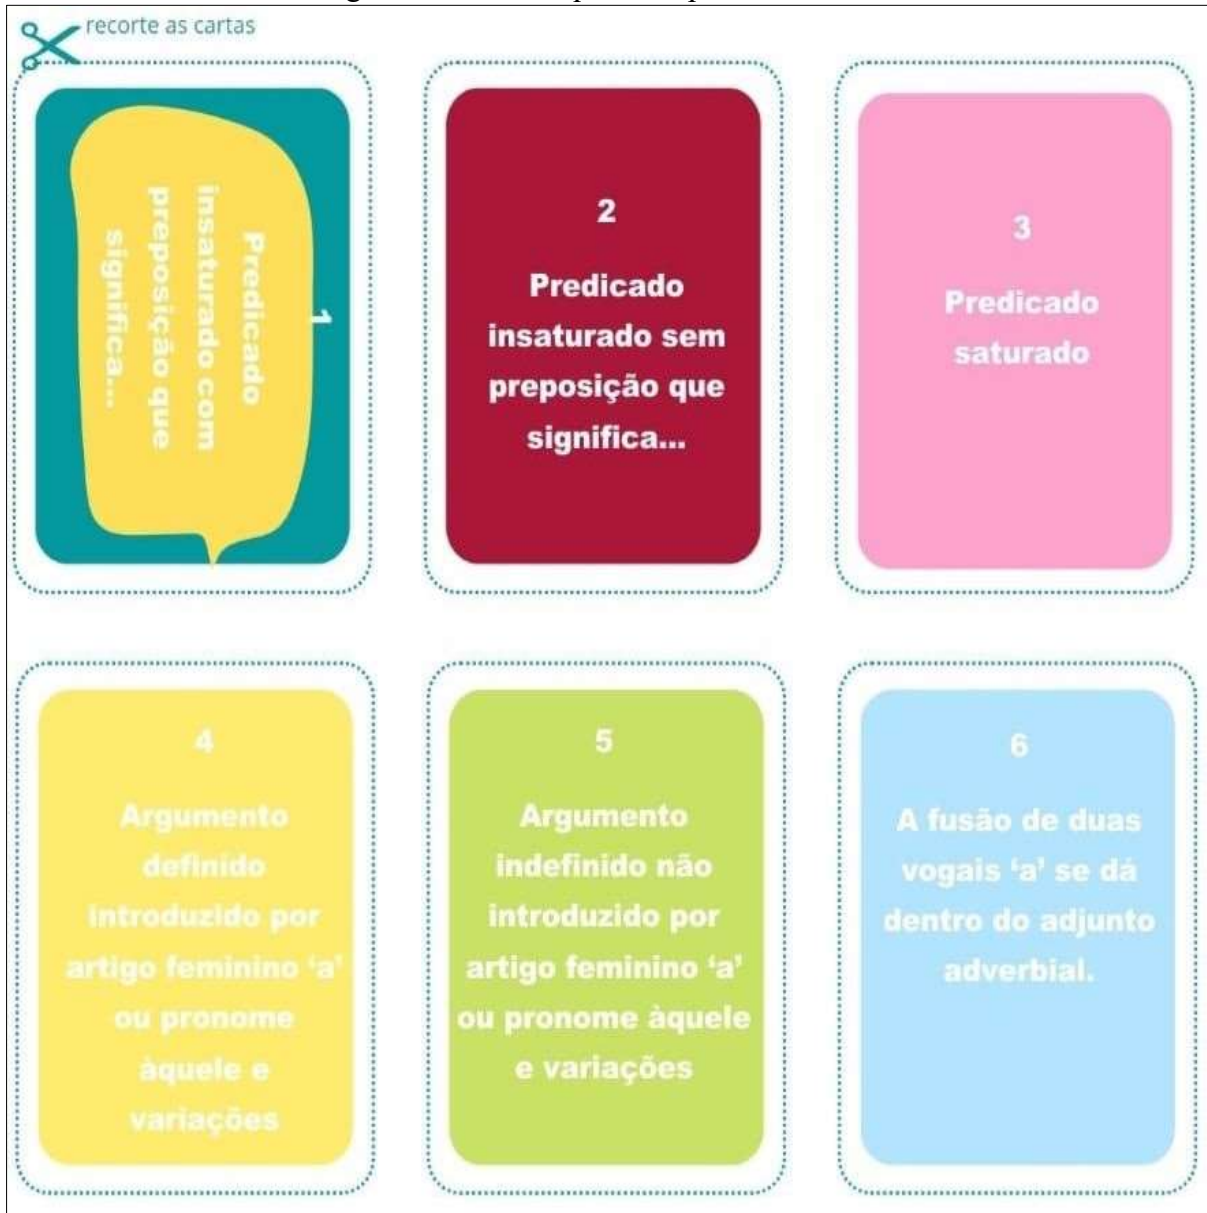 recorte as cartas
1
Predicado
insaturado com
preposição que
significa...
2
Predicado
insaturado sem
preposição que
significa...
3
Predicado
saturado
4
Argumento
definido
introduzido por
artigo feminino ‘a’
ou pronome
àquele e
variações
5
Argumento
indefinido não
introduzido por
artigo feminino ‘a’
ou pronome àquele
e variações
6
A fusão de duas
vogais ‘a’ se dá
dentro do adjunto
adverbial.